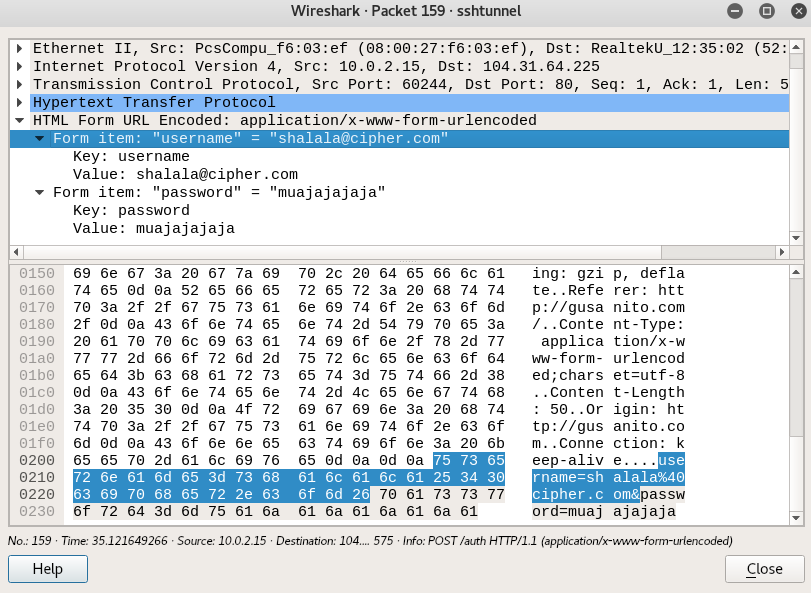 Wireshark · Packet 159 · sshtunnel
Ethernet II, Src: PcsCompu_f6:03:ef (08:00:27:f6:03:ef), Dst: RealtekU_12:35:02 (52:
Internet Protocol Version 4, Src: 10.0.2.15, Dst: 104.31.64.225
Transmission Control Protocol, Src Port: 60244, Dst Port: 80, Seq: 1, Ack: 1, Len: 5
Hypertext Transfer Protocol
HTML Form URL Encoded: application/x-www-form-urlencoded
Form item: "username" = "shalala@cipher.com"
Key: username
Value: shalala@cipher.com
Form item: "password" = "muajajajaja"
Key: password
Value: muajajajaja
0150 69 6e 67 3a 20 67 7a 69 70 2c 20 64 65 66 6c 61 ing: gzi p, defla
0160 74 65 0d 0a 52 65 66 65 72 65 72 3a 20 68 74 74 te..Refe rer: htt
0170 70 3a 2f 2f 67 75 73 61 6e 69 74 6f 2e 63 6f 6d p://gusa nito.com
0180 2f 0d 0a 43 6f 6e 74 65 6e 74 2d 54 79 70 65 3a /..Conte nt-Type:
0190 20 61 70 70 6c 69 63 61 74 69 6f 6e 2f 78 2d 77 applica tion/x-w
01a0 77 77 2d 66 6f 72 6d 2d 75 72 6c 65 6e 63 6f 64 ww-form- urlencod
01b0 65 64 3b 63 68 61 72 73 65 74 3d 75 74 66 2d 38 ed;chars et=utf-8
01c0 0d 0a 43 6f 6e 74 65 6e 74 2d 4c 65 6e 67 74 68 ..Conten t-Length
01d0 3a 20 35 30 0d 0a 4f 72 69 67 69 6e 3a 20 68 74 : 50..Or igin: ht
01e0 74 70 3a 2f 2f 67 75 73 61 6e 69 74 6f 2e 63 6f tp://gus anito.co
01f0 6d 0d 0a 43 6f 6e 6e 65 63 74 69 6f 6e 3a 20 6b m..Conne ction: k
0200 65 65 70 2d 61 6c 69 76 65 0d 0a 0d 0a 75 73 65 eep-aliv e....use
0210 72 6e 61 6d 65 3d 73 68 61 6c 61 6c 61 25 34 30 rname=sh alala%40
0220 63 69 70 68 65 72 2e 63 6f 6d 26 70 61 73 73 77 cipher.c om&passw
0230 6f 72 64 3d 6d 75 61 6a 61 6a 61 6a 61 6a 61 ord=muaj ajajaja
No.: 159 · Time: 35.121649266 · Source: 10.0.2.15 · Destination: 104.... 575 · Info: POST /auth HTTP/1.1 (application/x-www-form-urlencoded)
Help
Close